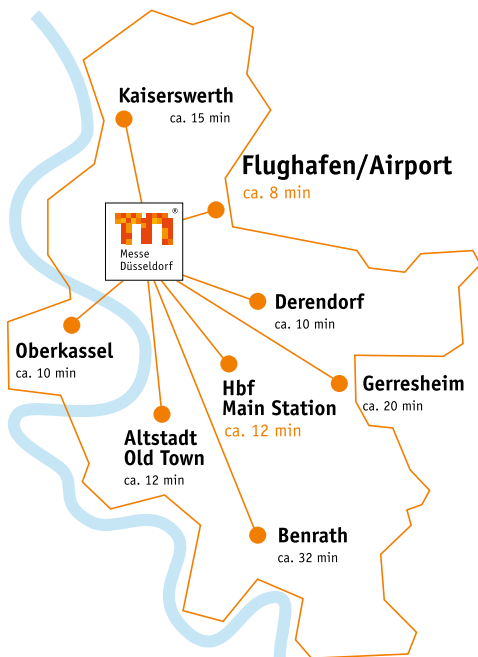 Kaiserswerth
ca. 15 min
Flughafen/Airport
ca. 8 min
®
Messe
Düsseldorf
Derendorf
ca. 10 min
Oberkassel
ca. 10 min
Hbf
Main Station
ca. 12 min
Gerresheim
ca. 20 min
Altstadt
Old Town
ca. 12 min
Benrath
ca. 32 min